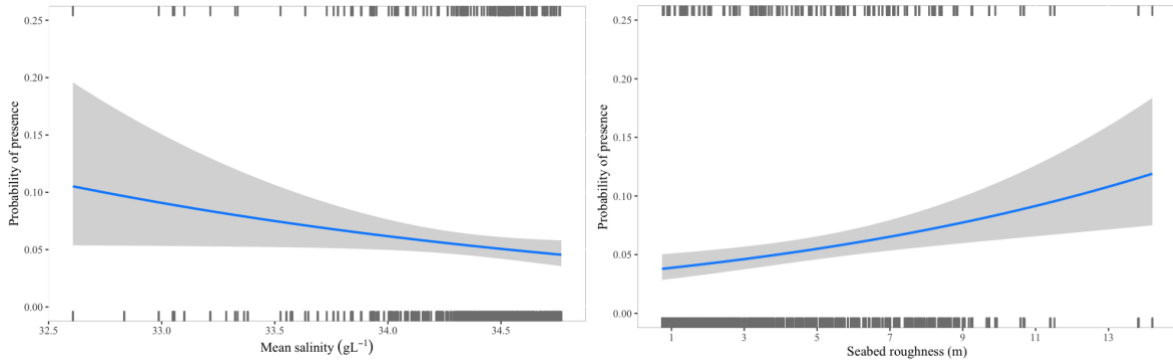 0.25
0.20
0.15
0.10
0.05
0.00
Probability of presence
32.5 33.0 33.5 34.0 34.5
Mean salinity (gL⁻¹)
0.25
0.20
0.15
0.10
0.05
0.00
Probability of presence
1 3 5 7 9 11 13
Seabed roughness (m)